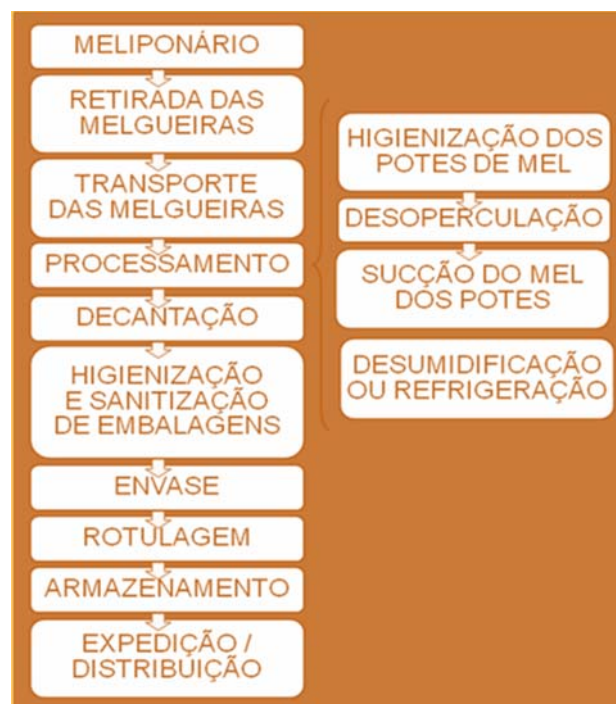 MELIPONÁRIO
RETIRADA DAS
MELGUEIRAS
TRANSPORTE
DAS MELGUEIRAS
PROCESSAMENTO
DECANTAÇÃO
HIGIENIZAÇÃO
E SANITIZAÇÃO
DE EMBALAGENS
ENVASE
ROTULAGEM
ARMAZENAMENTO
EXPEDIÇÃO /
DISTRIBUIÇÃO
HIGIENIZAÇÃO DOS
POTES DE MEL
DESOPERCULAÇÃO
SUCÇÃO DO MEL
DOS POTES
DESUMIDIFICAÇÃO
OU REFRIGERAÇÃO